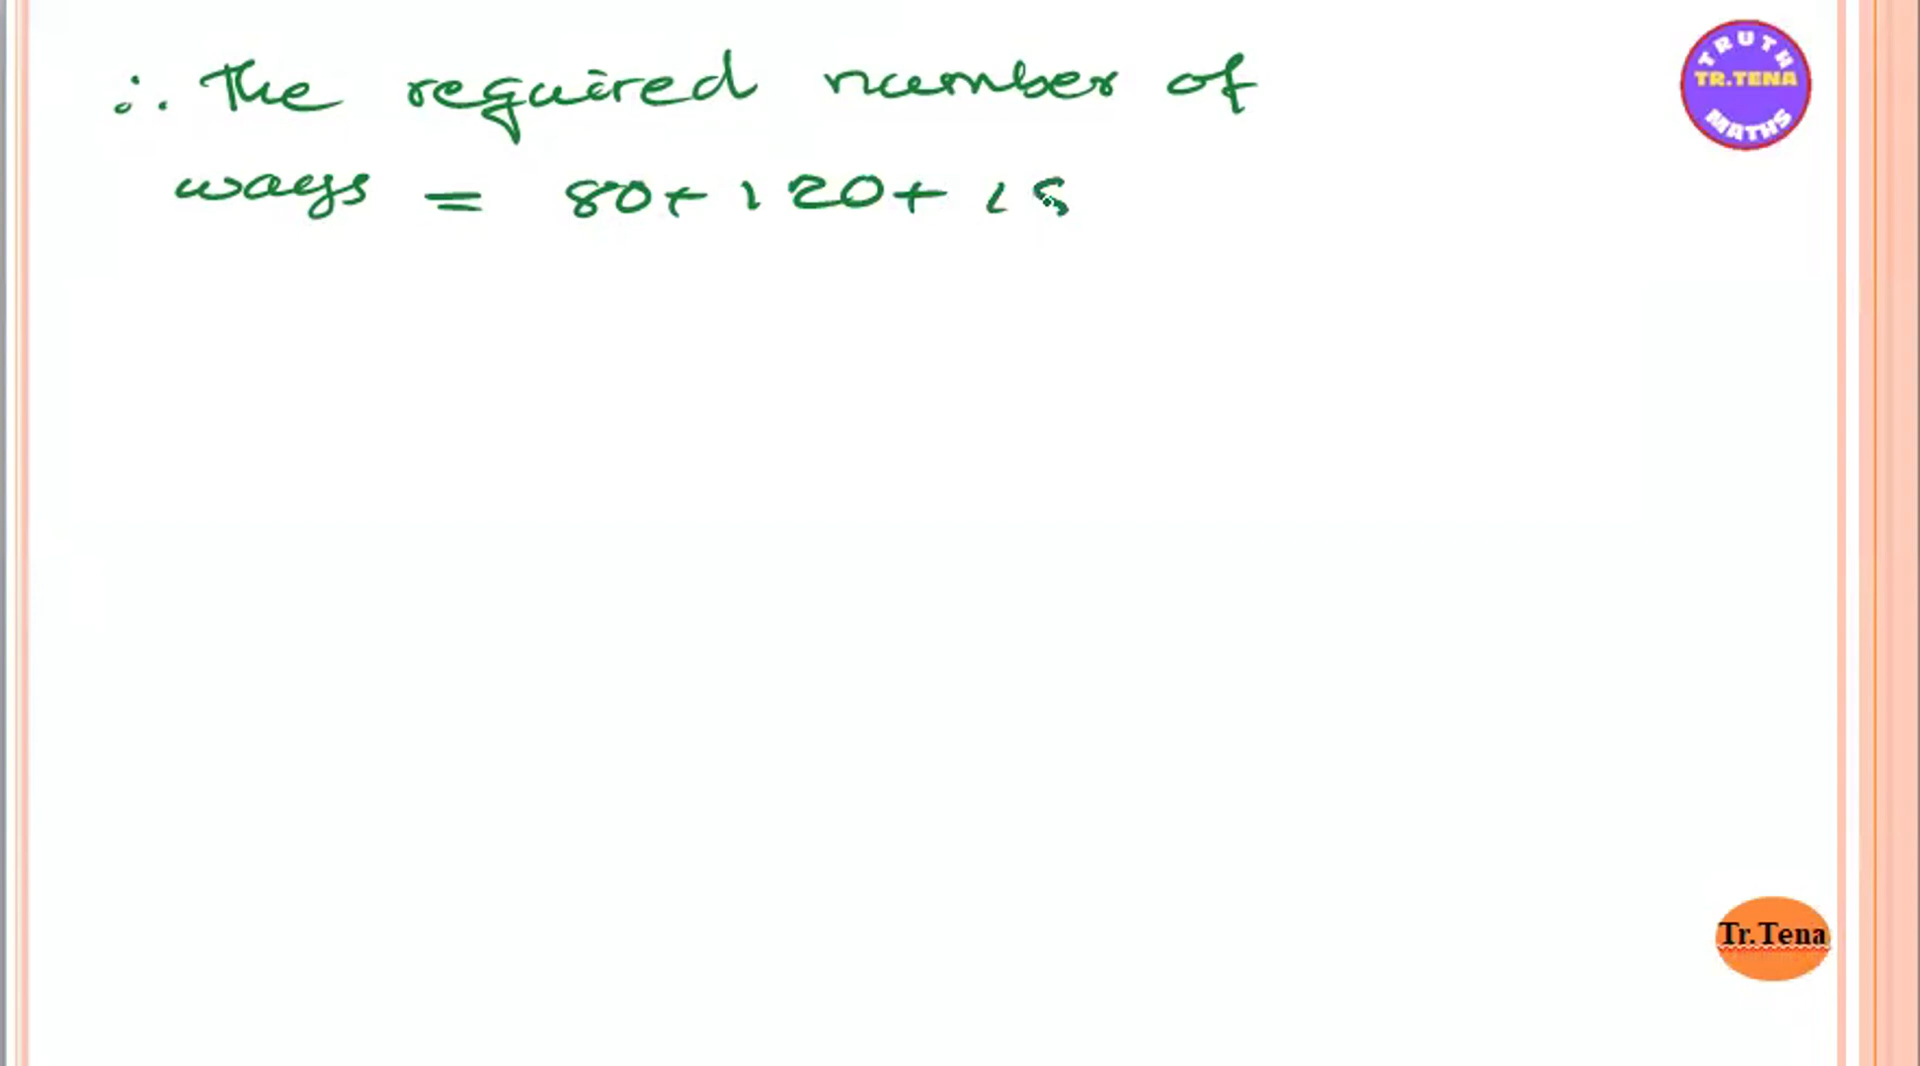 ∴ The required number of
ways = 80 + 120 + 15
TRUTH
TR.TENA
MATHS
Tr.Tena